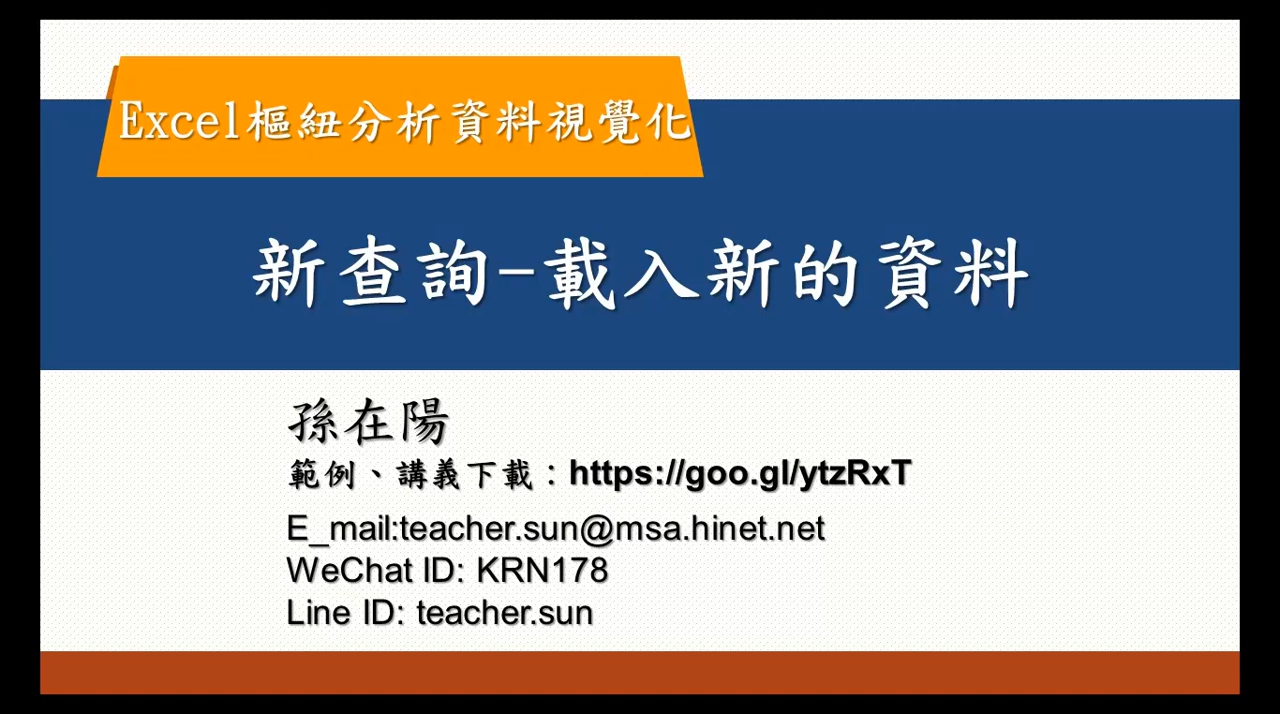 Excel樞紐分析資料視覺化
新查詢-載入新的資料
孫在陽
範例、講義下載：https://goo.gl/ytzRxT
E_mail:teacher.sun@msa.hinet.net
WeChat ID: KRN178
Line ID: teacher.sun